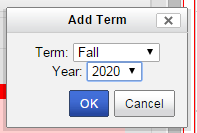 Add Term
Term: Fall
Year: 2020
OK Cancel